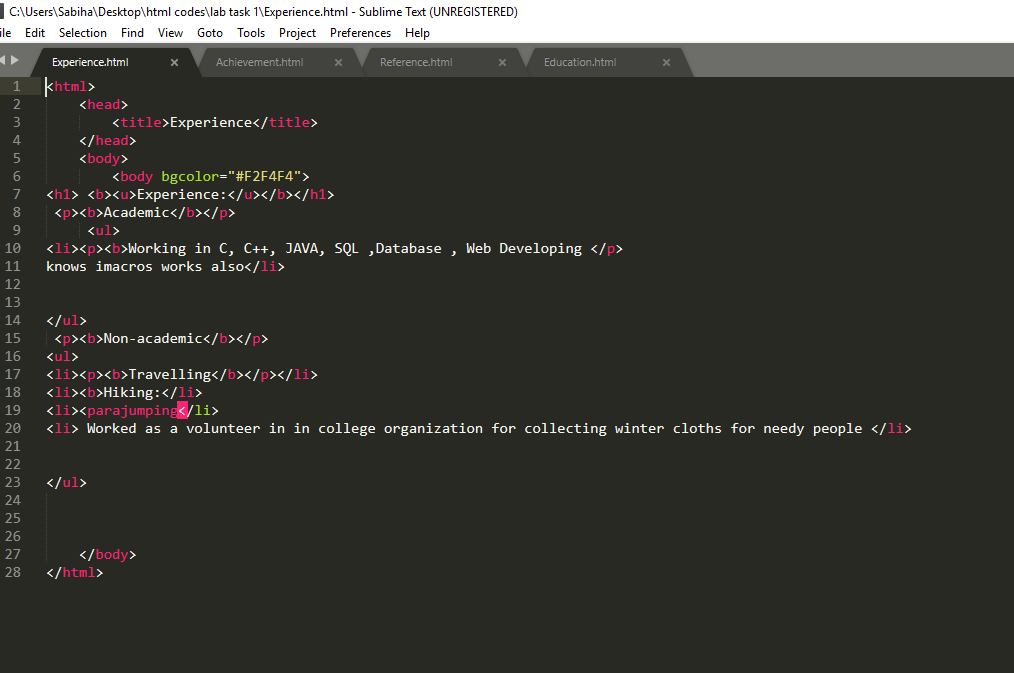 C:\Users\Sabiha\Desktop\html codes\lab task 1\Experience.html - Sublime Text (UNREGISTERED)
ile Edit Selection Find View Goto Tools Project Preferences Help
Experience.html × Achievement.html × Reference.html × Education.html ×
1 <html>
2 <head>
3 <title>Experience</title>
4 </head>
5 <body>
6 <body bgcolor="#F2F4F4">
7 <h1> <b><u>Experience:</u></b></h1>
8 <p><b>Academic</b></p>
9 <ul>
10 <li><p><b>Working in C, C++, JAVA, SQL ,Database , Web Developing </p>
11 knows imacros works also</li>
12
13
14 </ul>
15 <p><b>Non-academic</b></p>
16 <ul>
17 <li><p><b>Travelling</b></p></li>
18 <li><b>Hiking:</li>
19 <li><parajumping</li>
20 <li> Worked as a volunteer in in college organization for collecting winter cloths for needy people </li>
21
22
23 </ul>
24
25
26
27 </body>
28 </html>